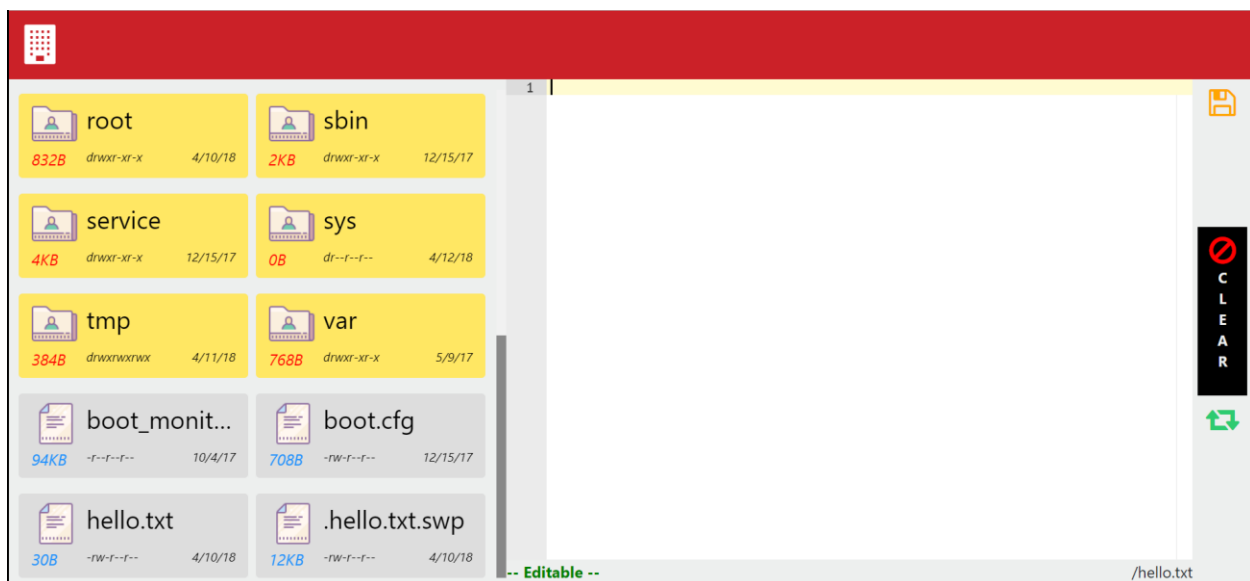 root
832B drwxr-xr-x 4/10/18
sbin
2KB drwxr-xr-x 12/15/17
service
4KB drwxr-xr-x 12/15/17
sys
0B dr--r--r-- 4/12/18
tmp
384B drwxrwxrwx 4/11/18
var
768B drwxr-xr-x 5/9/17
boot_monit...
94KB -r--r--r-- 10/4/17
boot.cfg
708B -rw-r--r-- 12/15/17
hello.txt
30B -rw-r--r-- 4/10/18
.hello.txt.swp
12KB -rw-r--r-- 4/10/18
1
C
L
E
A
R
-- Editable --
/hello.txt